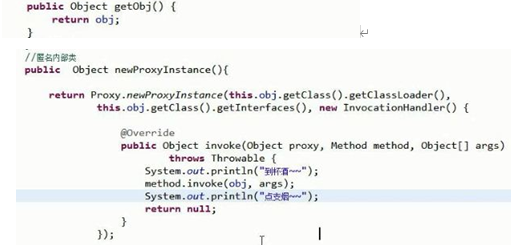 public Object getObj() {
return obj;
}
//匿名内部类
public Object newProxyInstance(){
return Proxy.newProxyInstance(this.obj.getClass().getClassLoader(),
this.obj.getClass().getInterfaces(), new InvocationHandler() {
@Override
public Object invoke(Object proxy, Method method, Object[] args)
throws Throwable {
System.out.println("到杯酒~~");
method.invoke(obj, args);
System.out.println("点支烟~~");
return null;
}
});